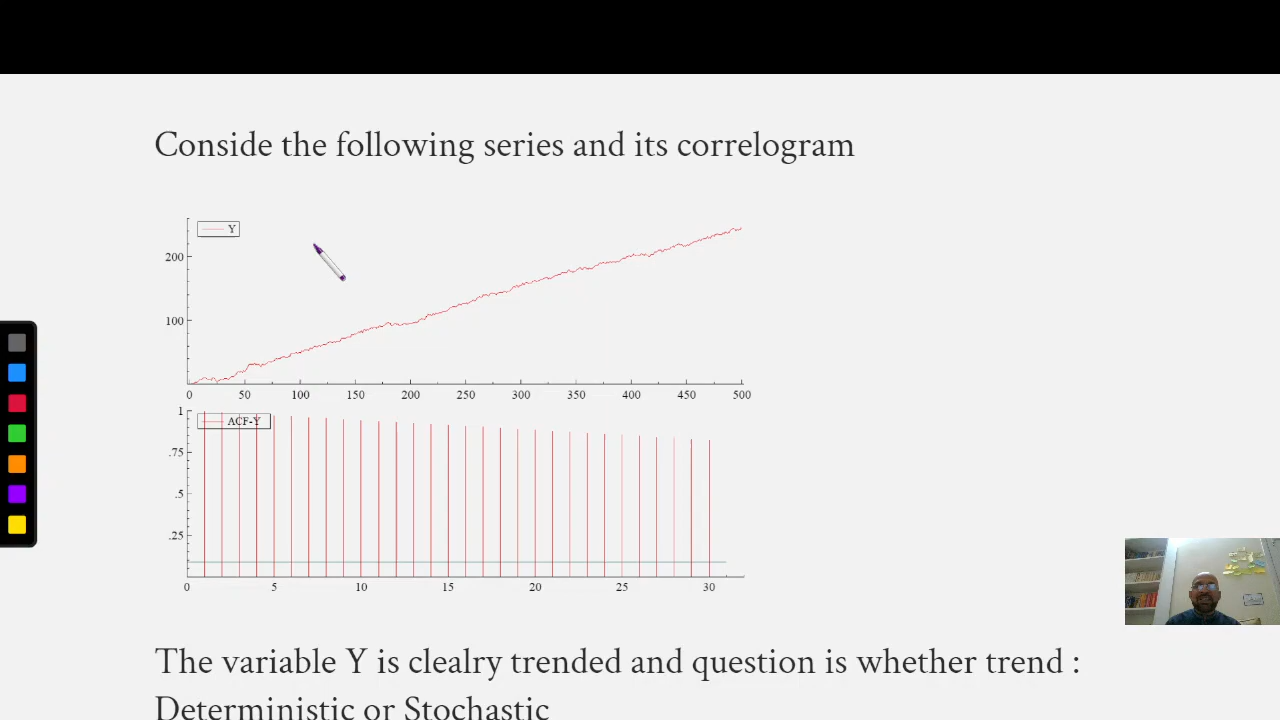 Conside the following series and its correlogram
Y
200
100
0 50 100 150 200 250 300 350 400 450 500
1
ACF-Y
.75
.5
.25
0 5 10 15 20 25 30
The variable Y is clealry trended and question is whether trend :
Deterministic or Stochastic